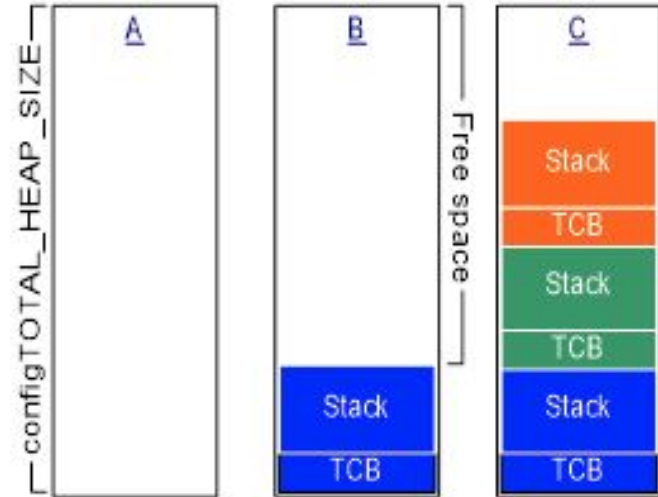 A
B
C
configTOTAL_HEAP_SIZE
Free space
Stack
TCB
Stack
TCB
Stack
TCB
Stack
TCB